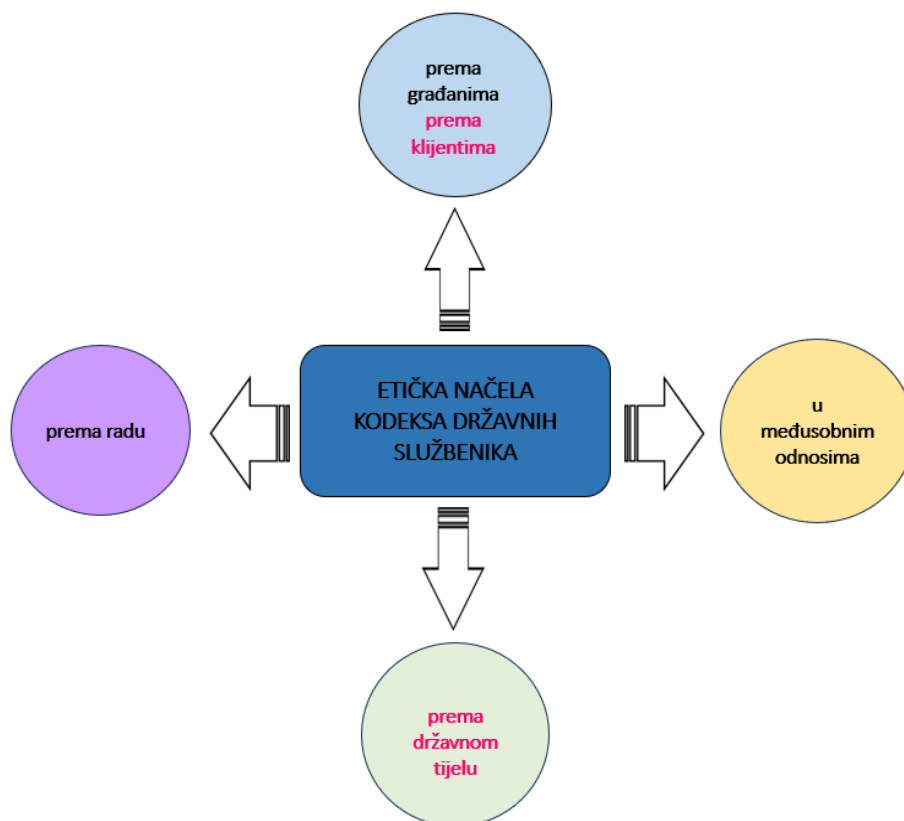 prema
građanima
prema
klijentima
ETIČKA NAČELA
KODEKSA DRŽAVNIH
SLUŽBENIKA
prema radu
u
međusobnim
odnosima
prema
državnom
tijelu